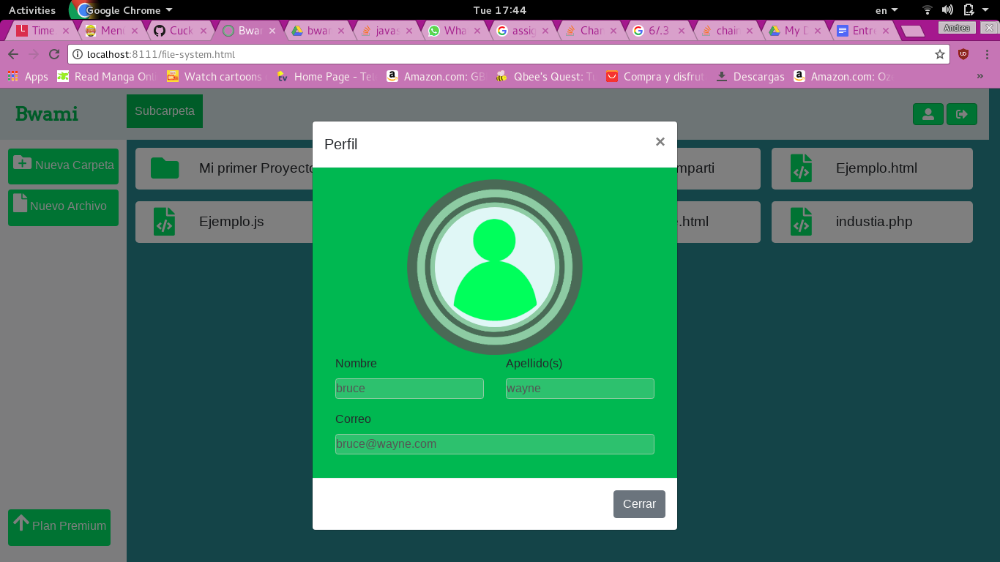 Activities Google Chrome Tue 17:44 en
Time Menú Cuck Bwan bwar javas Wha assig Char 6/.3 chain My D Entre Andrea
localhost:8111/file-system.html
Apps Read Manga Onl Watch cartoons Home Page - Tel Amazon.com: GB Qbee's Quest: Tu Compra y disfrut Descargas Amazon.com: Oz »
Bwami Subcarpeta
Perfil ×
Nueva Carpeta Mi primer Proyecto mparti Ejemplo.html
Nuevo Archivo Ejemplo.js .html industia.php
Nombre Apellido(s)
bruce wayne
Correo
bruce@wayne.com
Cerrar
Plan Premium